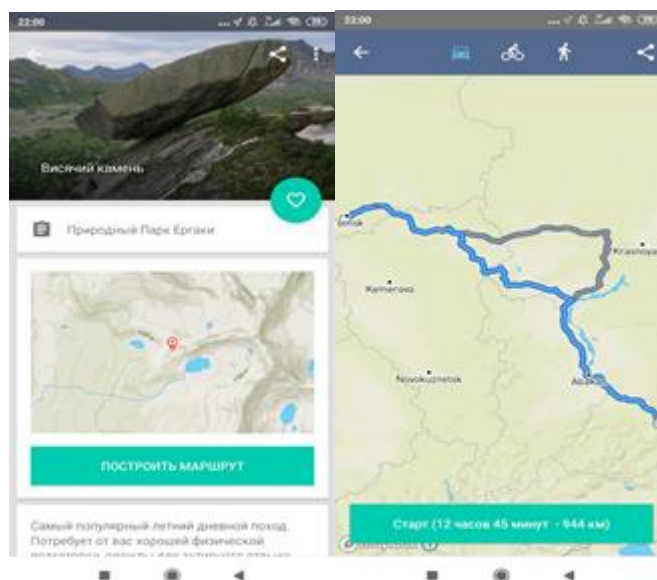 22:00
Висячий камень
Природный Парк Ергаки
ПОСТРОИТЬ МАРШРУТ
Самый популярный летний дневной поход.
Потребует от вас хорошей физической
22:00
Krasnoya
Kemerovo
Novokuznetsk
Старт (12 часов 45 минут - 944 км)